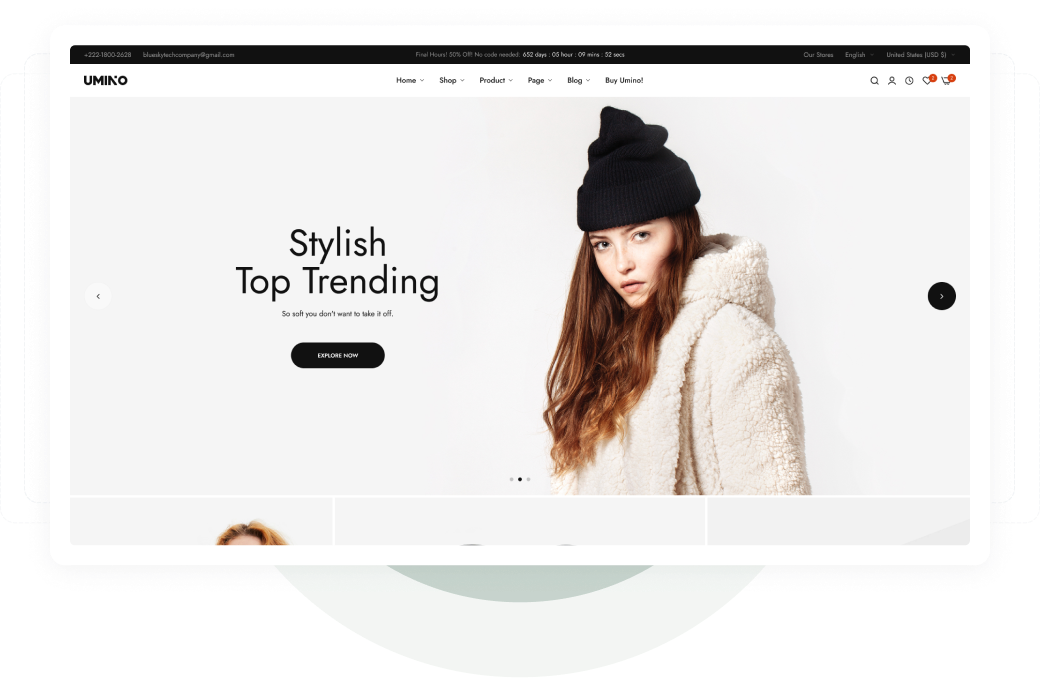 +222-1800-2628 blueskytechcompany@gmail.com Final Hours! 50% Off! No code needed: 652 days : 05 hour : 09 mins : 52 secs Our Stores English United States (USD $)
UMINO Home Shop Product Page Blog Buy Umino!
Stylish
Top Trending
So soft you don't want to take it off.
EXPLORE NOW